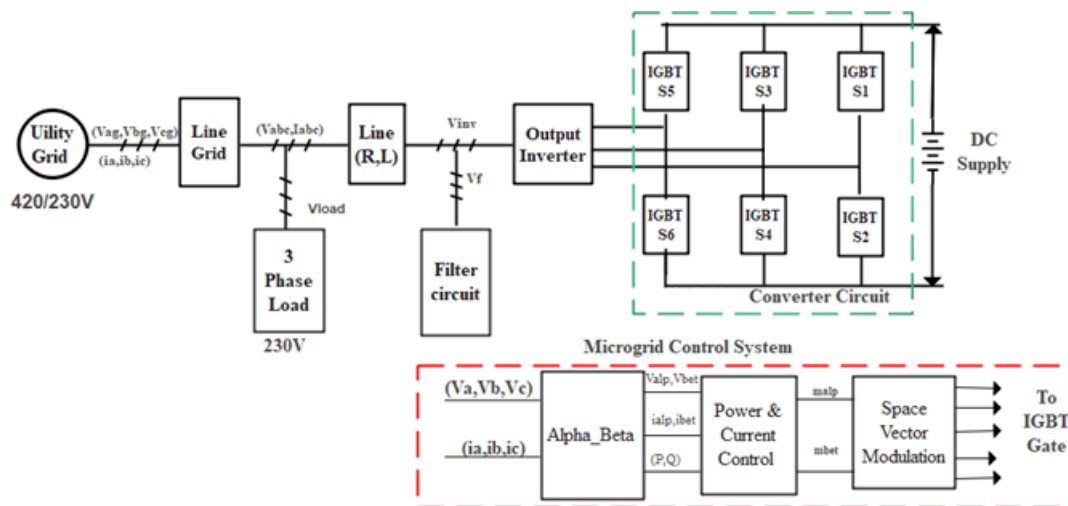 Uility
Grid
420/230V
(Vag,Vbg,Vcg)
(ia,ib,ic)
Line
Grid
(Vabc,Iabc)
Vload
3
Phase
Load
230V
Line
(R,L)
Vinv
Vf
Filter
circuit
Output
Inverter
IGBT
S5
IGBT
S3
IGBT
S1
IGBT
S6
IGBT
S4
IGBT
S2
Converter Circuit
DC
Supply
Microgrid Control System
(Va,Vb,Vc)
(ia,ib,ic)
Alpha_Beta
Valp,Vbet
ialp,ibet
(P,Q)
Power &
Current
Control
malp
mbet
Space
Vector
Modulation
To
IGBT
Gate